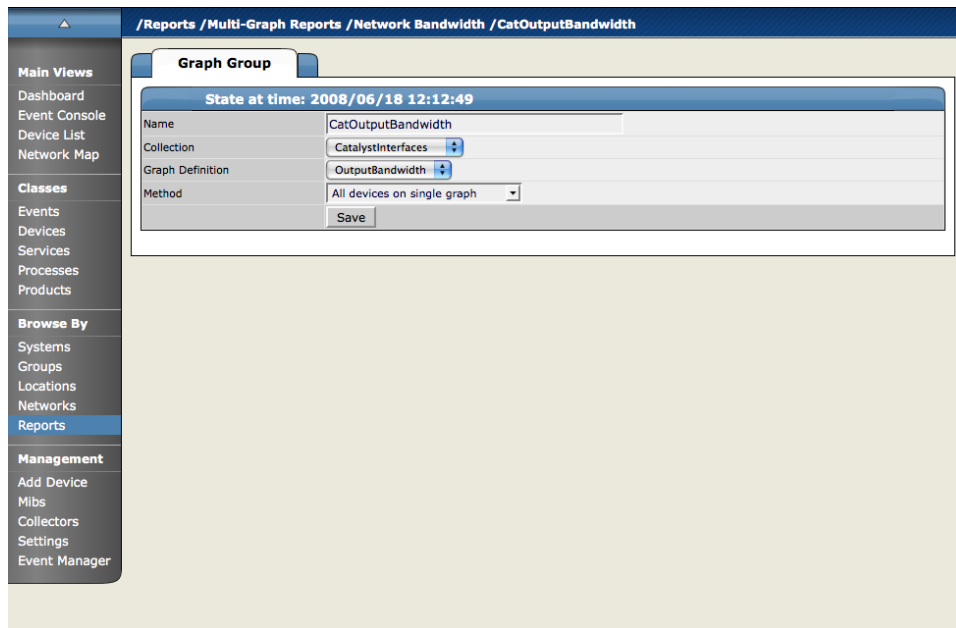 /Reports /Multi-Graph Reports /Network Bandwidth /CatOutputBandwidth
Main Views
Dashboard
Event Console
Device List
Network Map
Classes
Events
Devices
Services
Processes
Products
Browse By
Systems
Groups
Locations
Networks
Reports
Management
Add Device
Mibs
Collectors
Settings
Event Manager
Graph Group
State at time: 2008/06/18 12:12:49
Name CatOutputBandwidth
Collection CatalystInterfaces
Graph Definition OutputBandwidth
Method All devices on single graph
Save